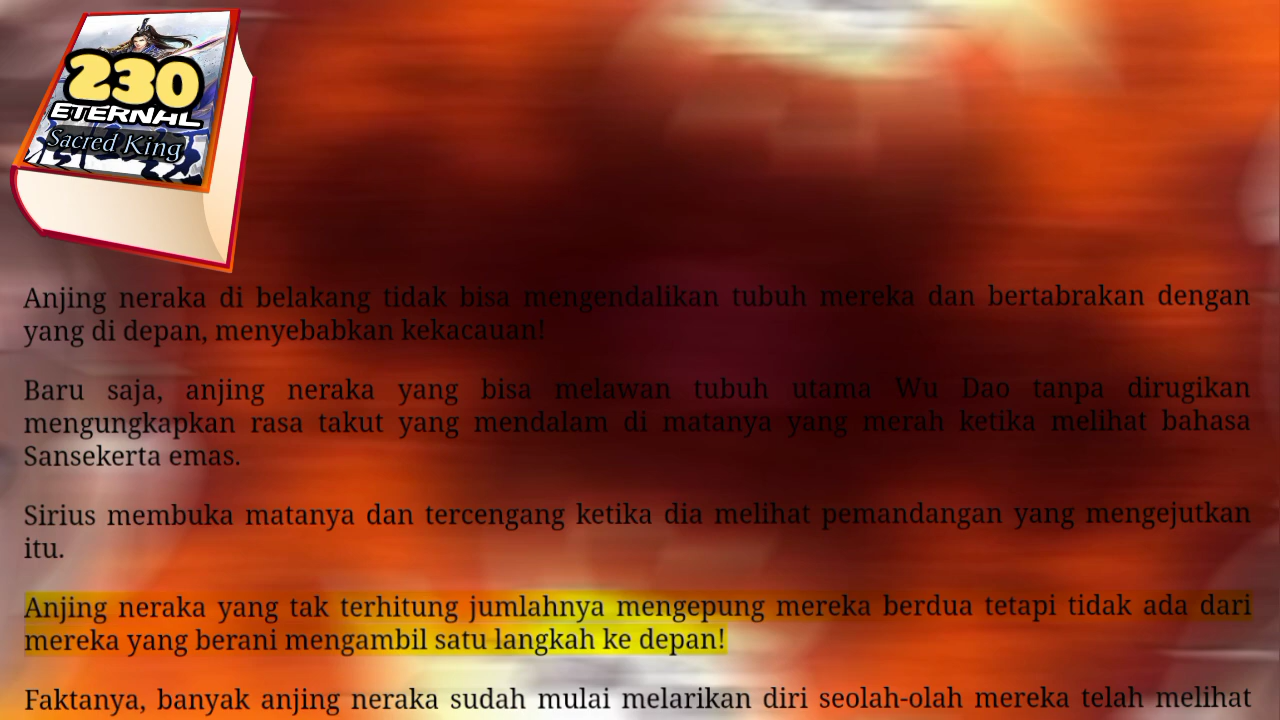 230
ETERNAL
Sacred King
Anjing neraka di belakang tidak bisa mengendalikan tubuh mereka dan bertabrakan dengan
yang di depan, menyebabkan kekacauan!
Baru saja, anjing neraka yang bisa melawan tubuh utama Wu Dao tanpa dirugikan
mengungkapkan rasa takut yang mendalam di matanya yang merah ketika melihat bahasa
Sansekerta emas.
Sirius membuka matanya dan tercengang ketika dia melihat pemandangan yang mengejutkan
itu.
Anjing neraka yang tak terhitung jumlahnya mengepung mereka berdua tetapi tidak ada dari
mereka yang berani mengambil satu langkah ke depan!
Faktanya, banyak anjing neraka sudah mulai melarikan diri seolah-olah mereka telah melihat